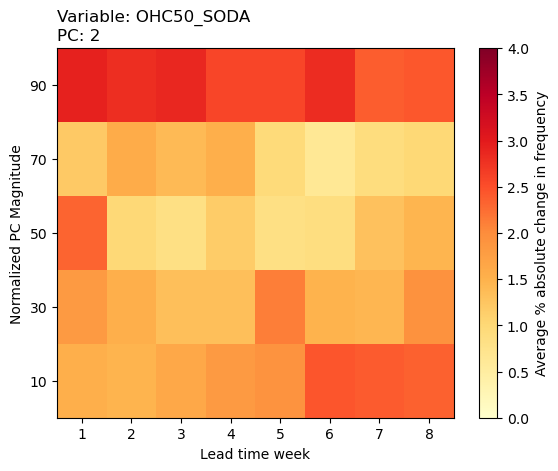 Variable: OHC50_SODA
PC: 2
Normalized PC Magnitude
90
70
50
30
10
1 2 3 4 5 6 7 8
Lead time week
4.0
3.5
3.0
2.5
2.0
1.5
1.0
0.5
0.0
Average % absolute change in frequency